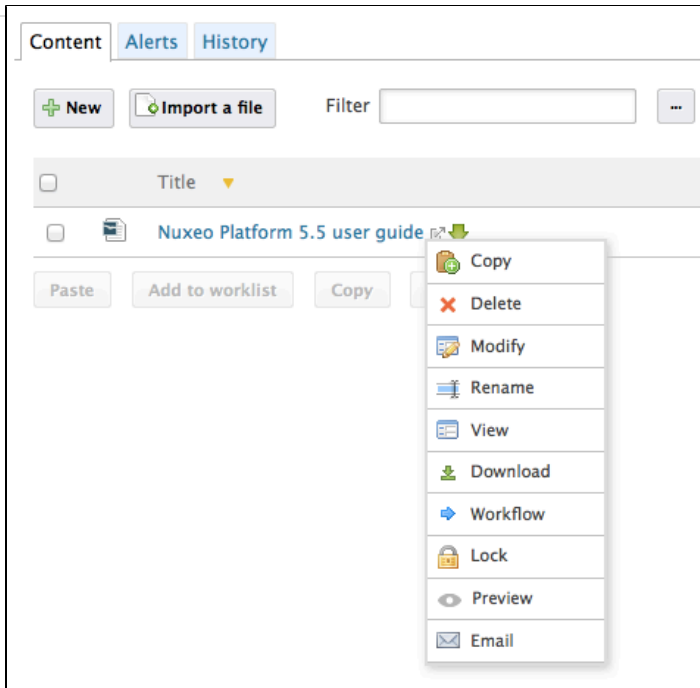 Content Alerts History
New Import a file Filter ...
Title
Nuxeo Platform 5.5 user guide
Paste Add to worklist Copy
Copy
Delete
Modify
Rename
View
Download
Workflow
Lock
Preview
Email